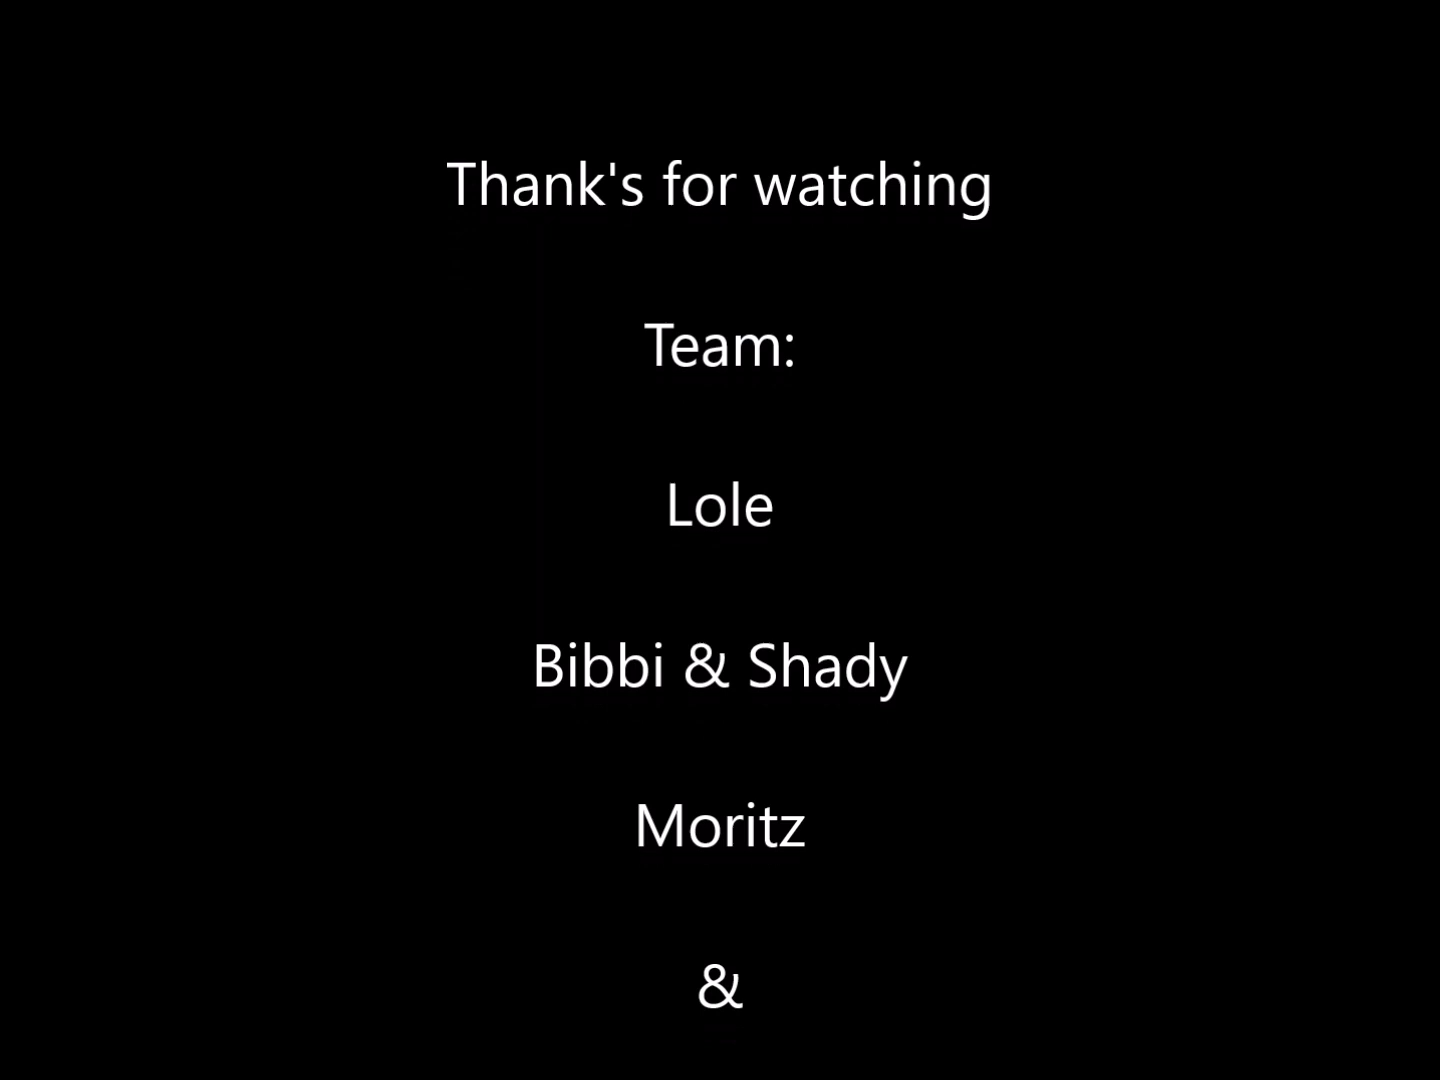 Thank's for watching
Team:
Lole
Bibbi & Shady
Moritz
&